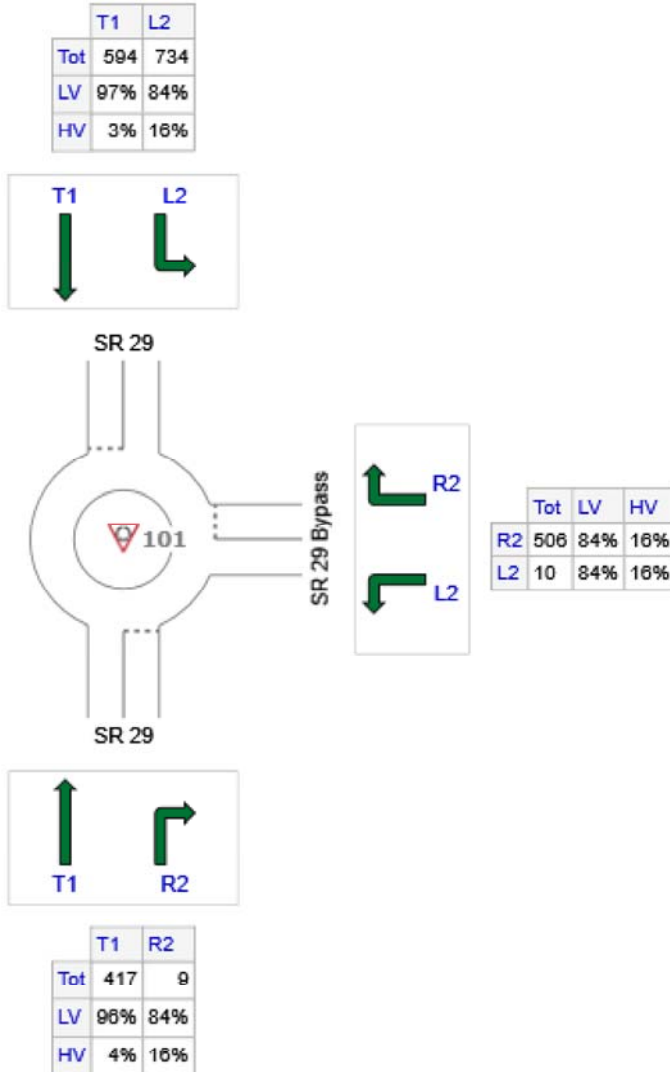 T1 L2
Tot 594 734
LV 97% 84%
HV 3% 16%
T1 L2
SR 29
101
SR 29 Bypass
R2
L2
Tot LV HV
R2 506 84% 16%
L2 10 84% 16%
SR 29
T1 R2
T1 R2
Tot 417 9
LV 96% 84%
HV 4% 16%